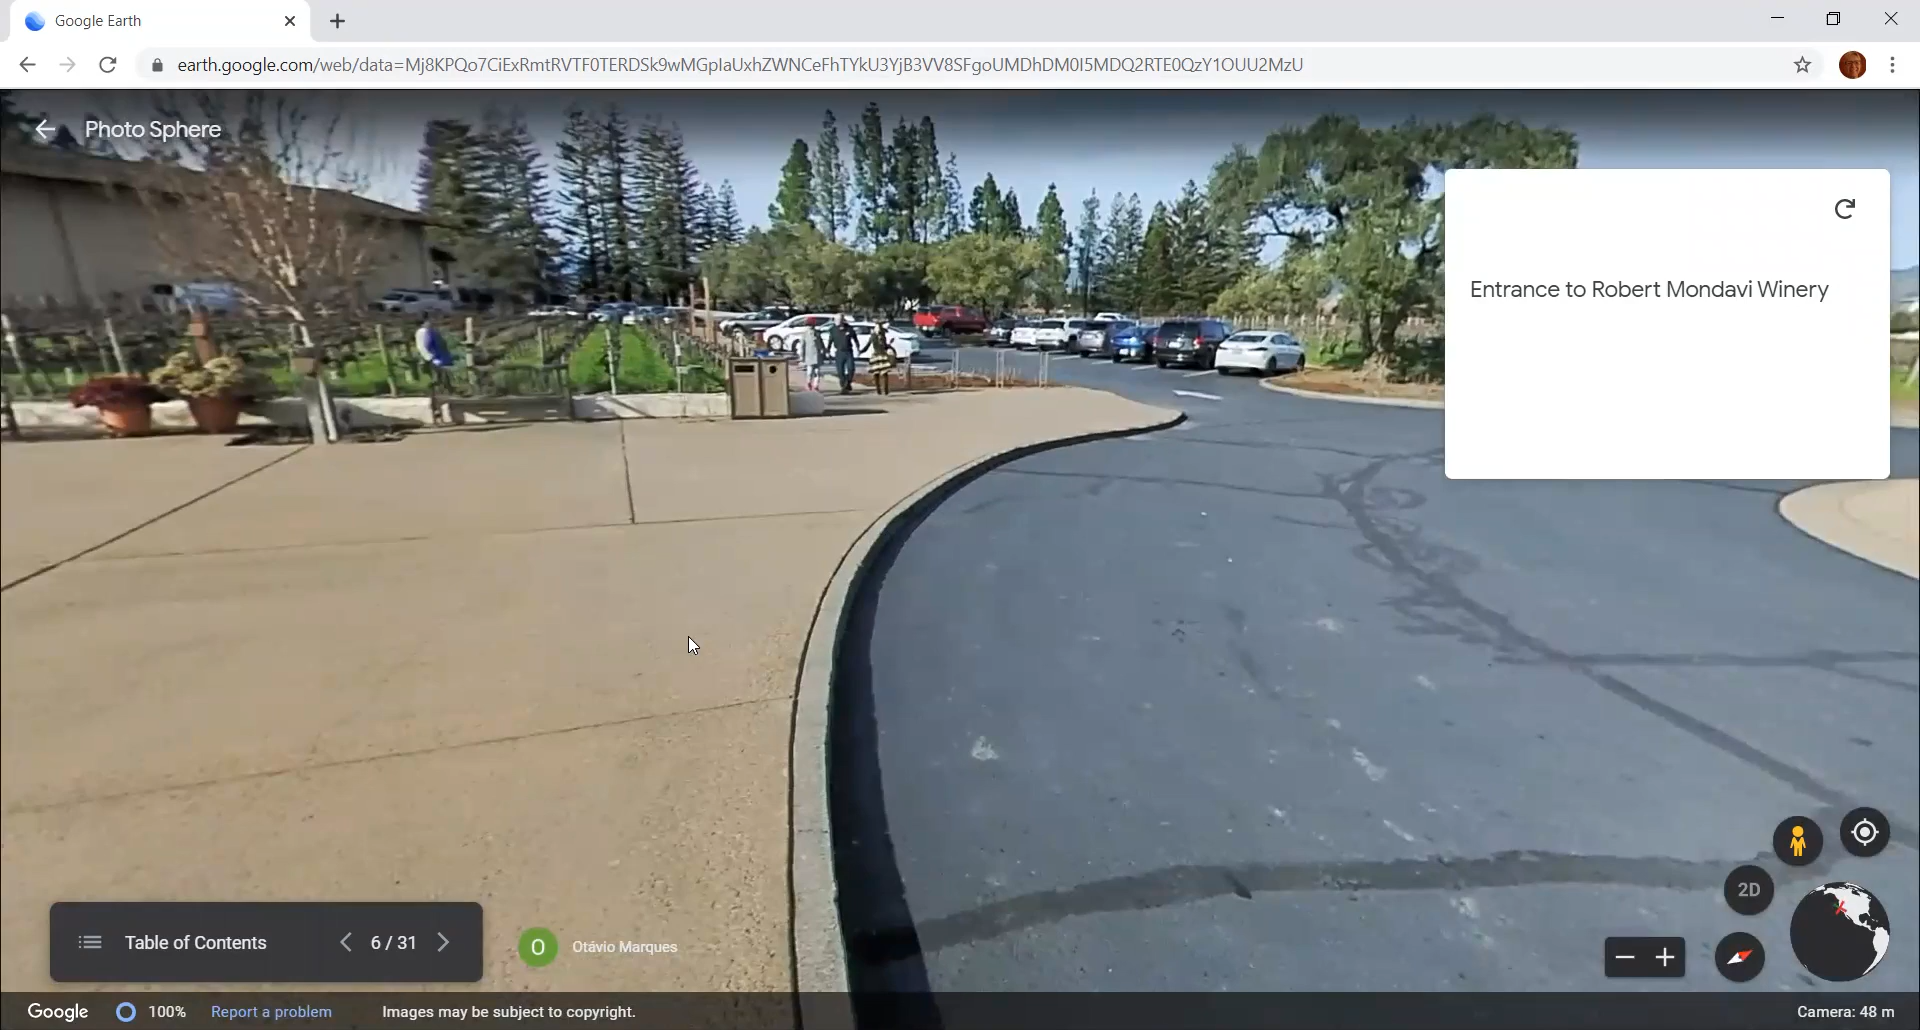 Google Earth
earth.google.com/web/data=Mj8KPQo7CiExRmtRVTF0TERDSk9wMGplaUxhZWNCeFhTYkU3YjB3VV8SFgoUMDhDM0I5MDQ2RTE0QzY1OUU2MzU
Photo Sphere
Entrance to Robert Mondavi Winery
2D
Table of Contents 6 / 31
O Otávio Marques
Google 100% Report a problem Images may be subject to copyright. Camera: 48 m